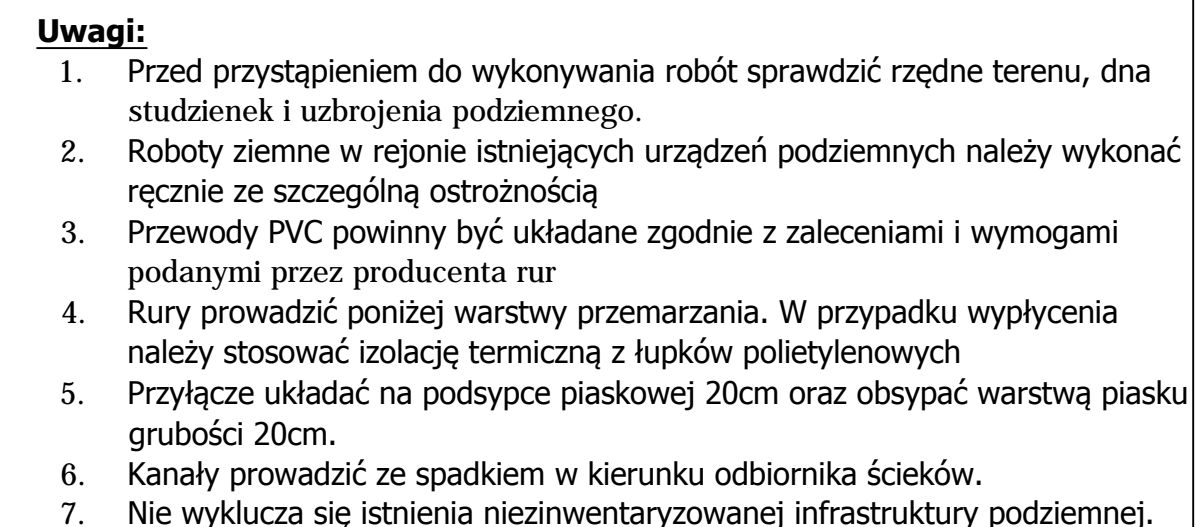 Uwagi:
1. Przed przystąpieniem do wykonywania robót sprawdzić rzędne terenu, dna
studzienek i uzbrojenia podziemnego.
2. Roboty ziemne w rejonie istniejących urządzeń podziemnych należy wykonać
ręcznie ze szczególną ostrożnością
3. Przewody PVC powinny być układane zgodnie z zaleceniami i wymogami
podanymi przez producenta rur
4. Rury prowadzić poniżej warstwy przemarzania. W przypadku wypłycenia
należy stosować izolację termiczną z łupków polietylenowych
5. Przyłącze układać na podsypce piaskowej 20cm oraz obsypać warstwą piasku
grubości 20cm.
6. Kanały prowadzić ze spadkiem w kierunku odbiornika ścieków.
7. Nie wyklucza się istnienia niezinwentaryzowanej infrastruktury podziemnej.